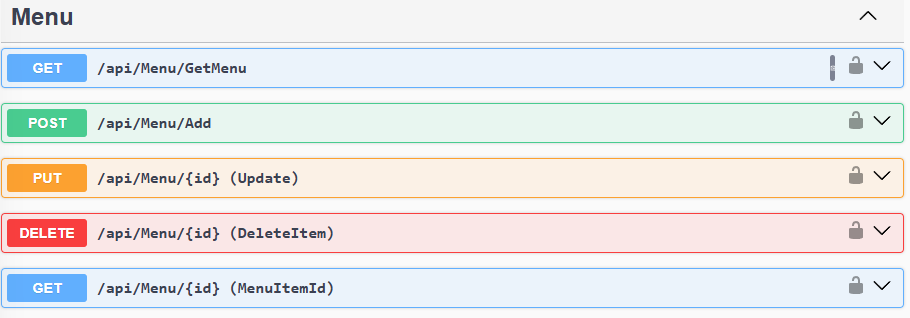 Menu
GET /api/Menu/GetMenu
POST /api/Menu/Add
PUT /api/Menu/{id} (Update)
DELETE /api/Menu/{id} (DeleteItem)
GET /api/Menu/{id} (MenuItemId)